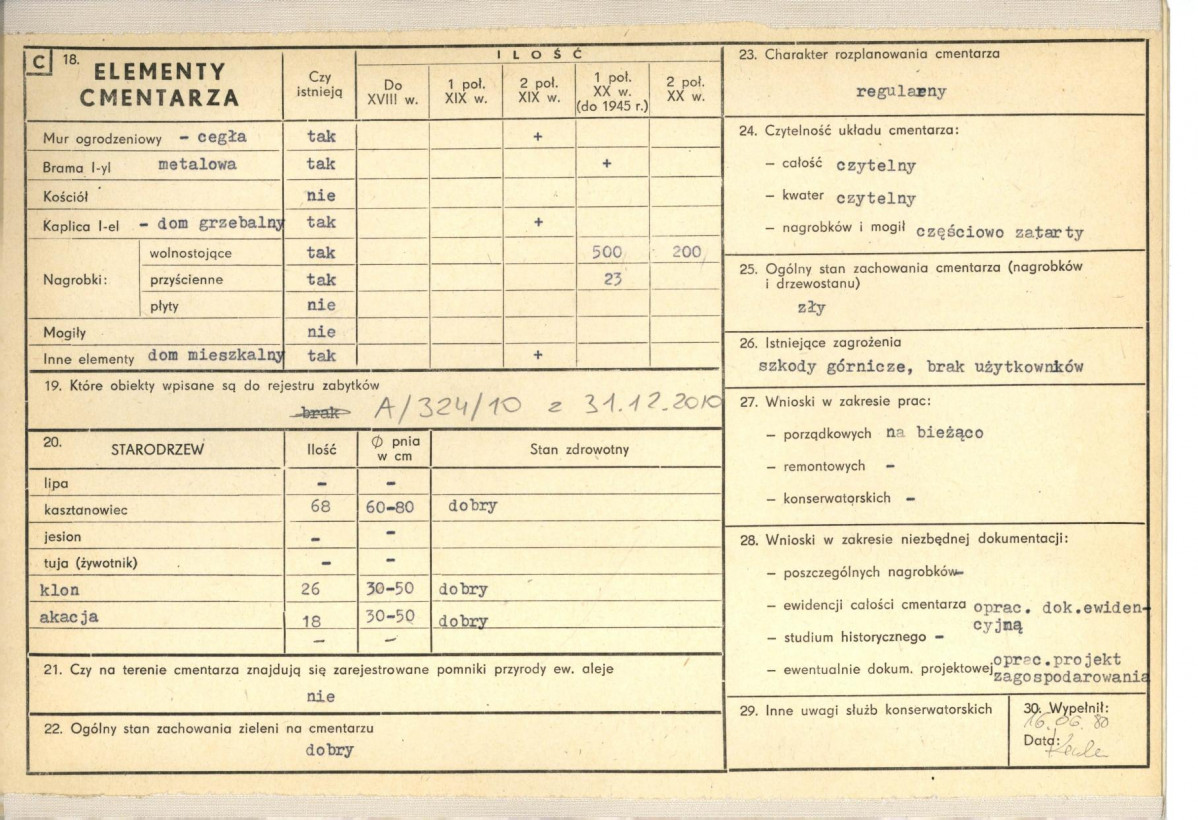 C 18. ELEMENTY CMENTARZA
Czy istnieją
ILOŚĆ
Do XVIII w.
1 poł. XIX w.
2 poł. XIX w.
1 poł. XX w. (do 1945 r.)
2 poł. XX w.
Mur ogrodzeniowy - cegła tak +
Brama I-yl metalowa tak +
Kościół nie
Kaplica I-el - dom grzebalny tak +
Nagrobki:
wolnostojące tak 500 200
przyścienne tak 23
płyty nie
Mogiły nie
Inne elementy dom mieszkalny tak +
19. Które obiekty wpisane są do rejestru zabytków
brak A/324/10 z 31.12.2010
20. STARODRZEW Ilość Ø pnia w cm Stan zdrowotny
lipa - -
kasztanowiec 68 60-80 dobry
jesion - -
tuja (żywotnik) - -
klon 26 30-50 dobry
akacja 18 30-50 dobry
- -
21. Czy na terenie cmentarza znajdują się zarejestrowane pomniki przyrody ew. aleje
nie
22. Ogólny stan zachowania zieleni na cmentarzu
dobry
23. Charakter rozplanowania cmentarza
regularny
24. Czytelność układu cmentarza:
- całość czytelny
- kwater czytelny
- nagrobków i mogił częściowo zatarty
25. Ogólny stan zachowania cmentarza (nagrobków
i drzewostanu)
zły
26. Istniejące zagrożenia
szkody górnicze, brak użytkowników
27. Wnioski w zakresie prac:
- porządkowych na bieżąco
- remontowych -
- konserwatorskich -
28. Wnioski w zakresie niezbędnej dokumentacji:
- poszczególnych nagrobków-
- ewidencji całości cmentarza oprac. dok.ewiden-
cyjną
- studium historycznego -
- ewentualnie dokum. projektowej oprac.projekt
zagospodarowania
29. Inne uwagi służb konserwatorskich
30. Wypełnił:
16.06.80
Data: